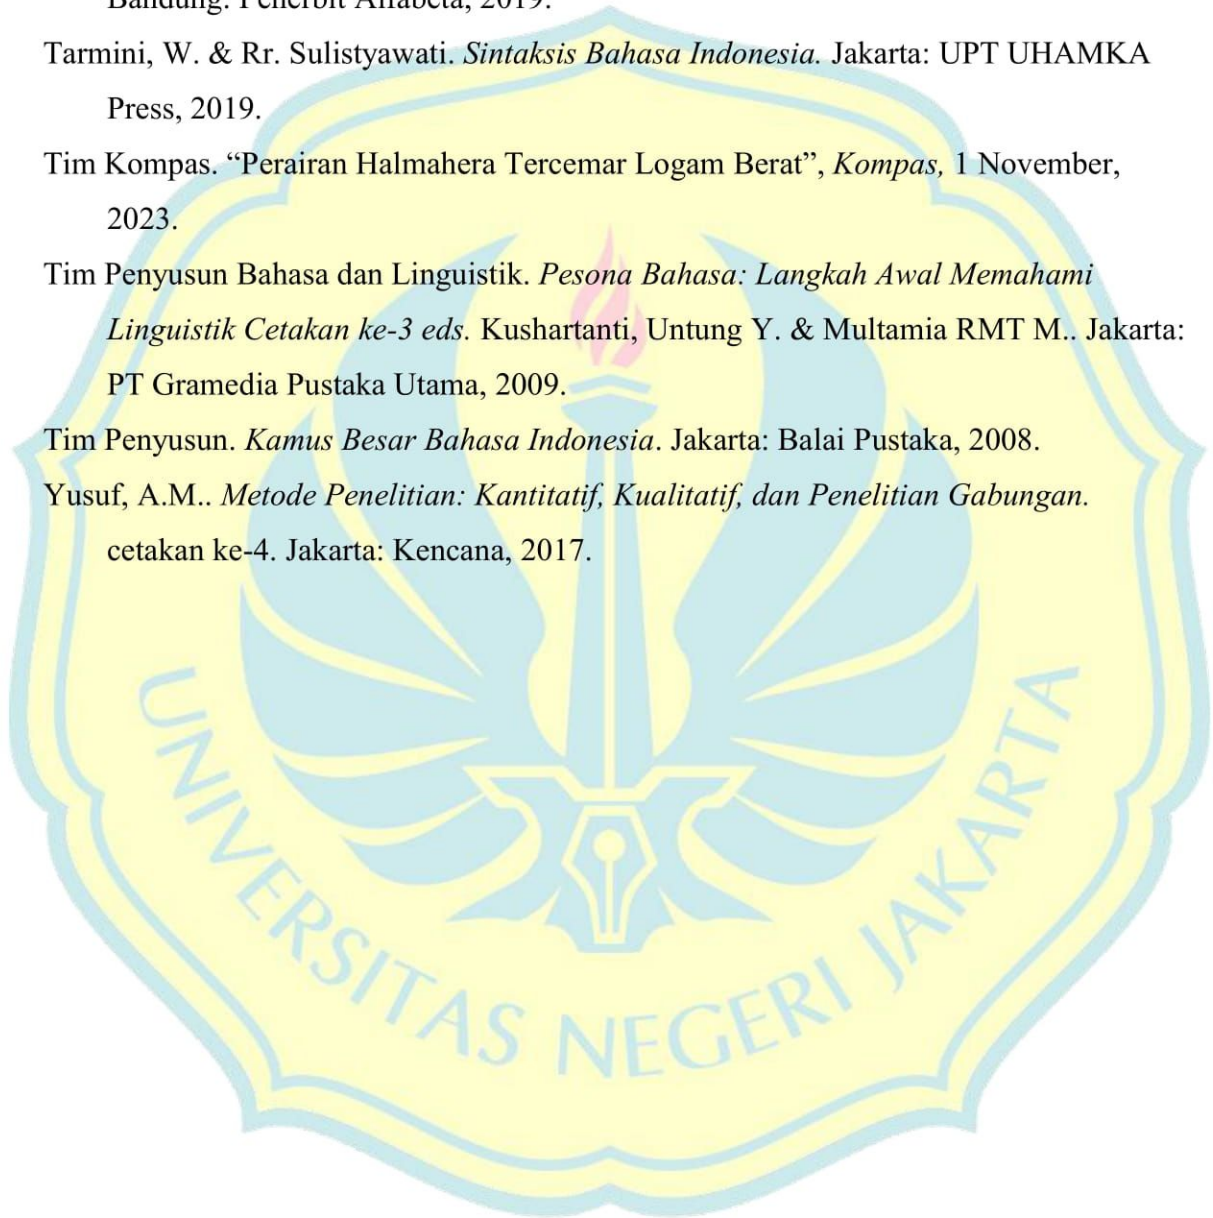 Bandung: Penerbit Alfabeta, 2019.
Tarmini, W. & Rr. Sulistyawati. Sintaksis Bahasa Indonesia. Jakarta: UPT UHAMKA
Press, 2019.
Tim Kompas. “Perairan Halmahera Tercemar Logam Berat”, Kompas, 1 November,
2023.
Tim Penyusun Bahasa dan Linguistik. Pesona Bahasa: Langkah Awal Memahami
Linguistik Cetakan ke-3 eds. Kushartanti, Untung Y. & Multamia RMT M.. Jakarta:
PT Gramedia Pustaka Utama, 2009.
Tim Penyusun. Kamus Besar Bahasa Indonesia. Jakarta: Balai Pustaka, 2008.
Yusuf, A.M.. Metode Penelitian: Kantitatif, Kualitatif, dan Penelitian Gabungan.
cetakan ke-4. Jakarta: Kencana, 2017.
UNIVERSITAS NEGERI JAKARTA